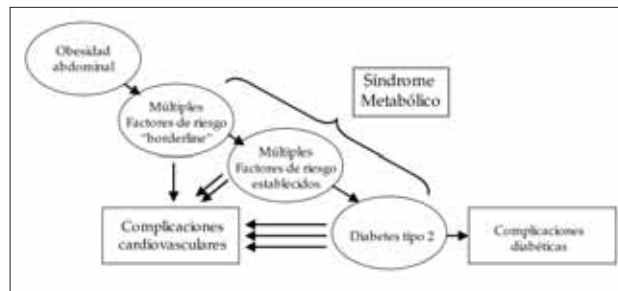 Obesidad
abdominal
Síndrome
Metabólico
Múltiples
Factores de riesgo
"borderline"
Múltiples
Factores de riesgo
establecidos
Complicaciones
cardiovasculares
Diabetes tipo 2
Complicaciones
diabéticas